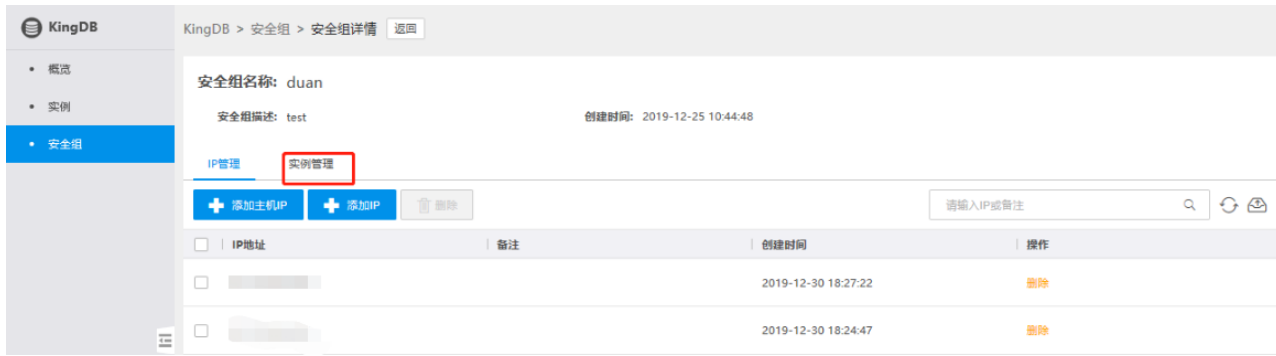 KingDB
KingDB > 安全组 > 安全组详情 返回
概览
实例
安全组
安全组名称: duan
安全组描述: test 创建时间: 2019-12-25 10:44:48
IP管理 实例管理
添加主机IP 添加IP 删除 请输入IP或备注
IP地址 备注 创建时间 操作
2019-12-30 18:27:22 删除
2019-12-30 18:24:47 删除